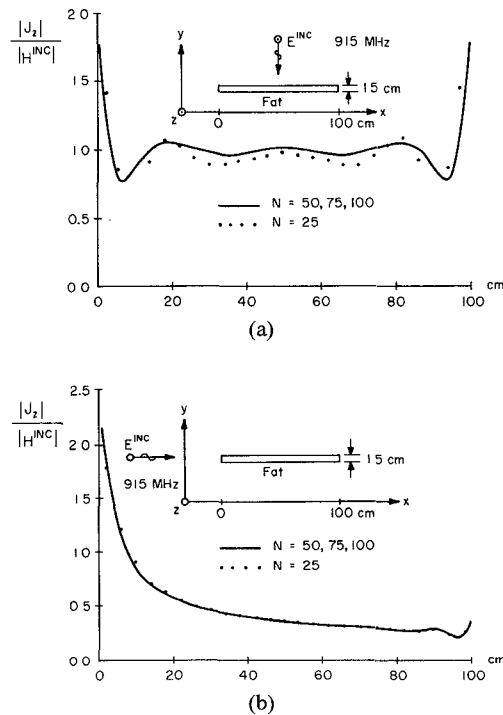 |J_z|
|H^INC|
2.0
1.5
1.0
0.5
0 0
y
E^INC 915 MHz
1 5 cm
Fat
z
x
0 100 cm
N = 50, 75, 100
N = 25
0 20 40 60 80 100 cm
(a)
|J_z|
|H^INC|
2.5
2.0
1 5
1 0
0 5
0 0
y
E^INC
915 MHz
1 5 cm
Fat
z
x
0 100 cm
N = 50, 75, 100
N = 25
0 20 40 60 80 100 cm
(b)